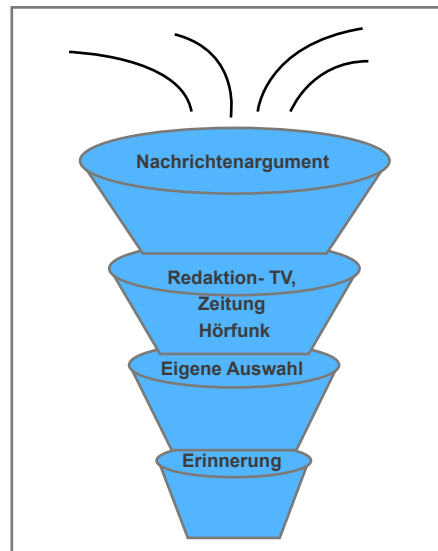 Nachrichtenargument
Redaktion- TV,
Zeitung
Hörfunk
Eigene Auswahl
Erinnerung